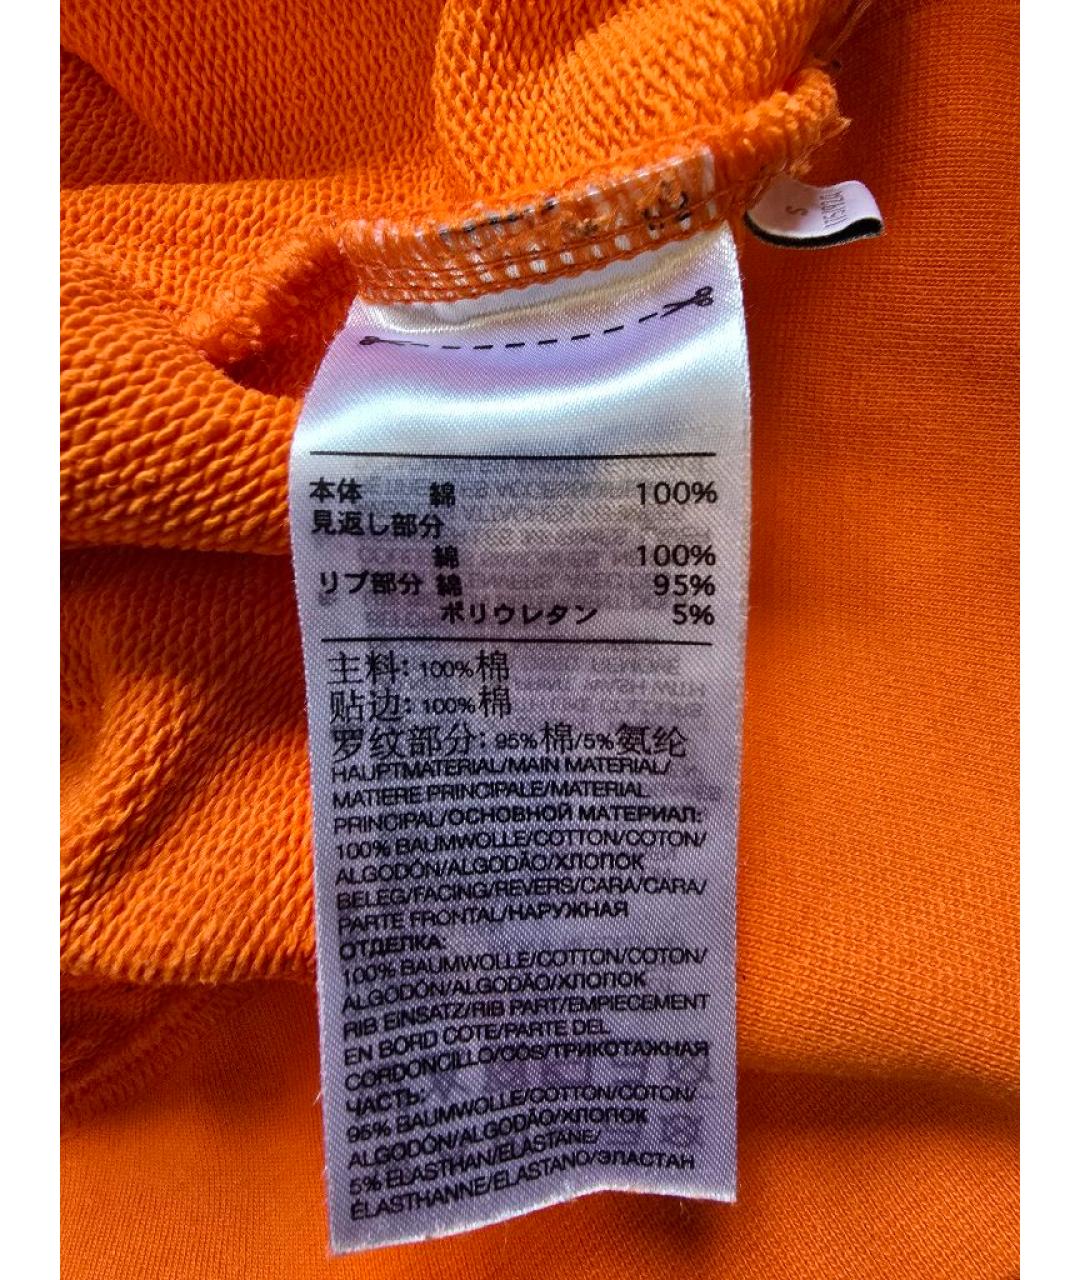 S
本体 綿 100%
見返し部分
綿 100%
リブ部分 綿 95%
ポリウレタン 5%
主料: 100%棉
贴边: 100%棉
罗纹部分: 95%棉/5%氨纶
HAUPTMATERIAL/MAIN MATERIAL/
MATIERE PRINCIPALE/MATERIAL
PRINCIPAL/ОСНОВНОЙ МАТЕРИАЛ:
100% BAUMWOLLE/COTTON/COTON/
ALGODÓN/ALGODÃO/ХЛОПОК
BELEG/FACING/REVERS/CARA/CARA/
PARTE FRONTAL/НАРУЖНАЯ
ОТДЕЛКА:
100% BAUMWOLLE/COTTON/COTON/
ALGODÓN/ALGODÃO/ХЛОПОК
RIB EINSATZ/RIB PART/EMPIECEMENT
EN BORD COTE/PARTE DEL
CORDONCILLO/COS/ТРИКОТАЖНАЯ
ЧАСТЬ:
95% BAUMWOLLE/COTTON/COTON/
ALGODÓN/ALGODÃO/ХЛОПОК
5% ELASTHAN/ELASTANE/
ÉLASTHANNE/ELASTANO/ЭЛАСТАН